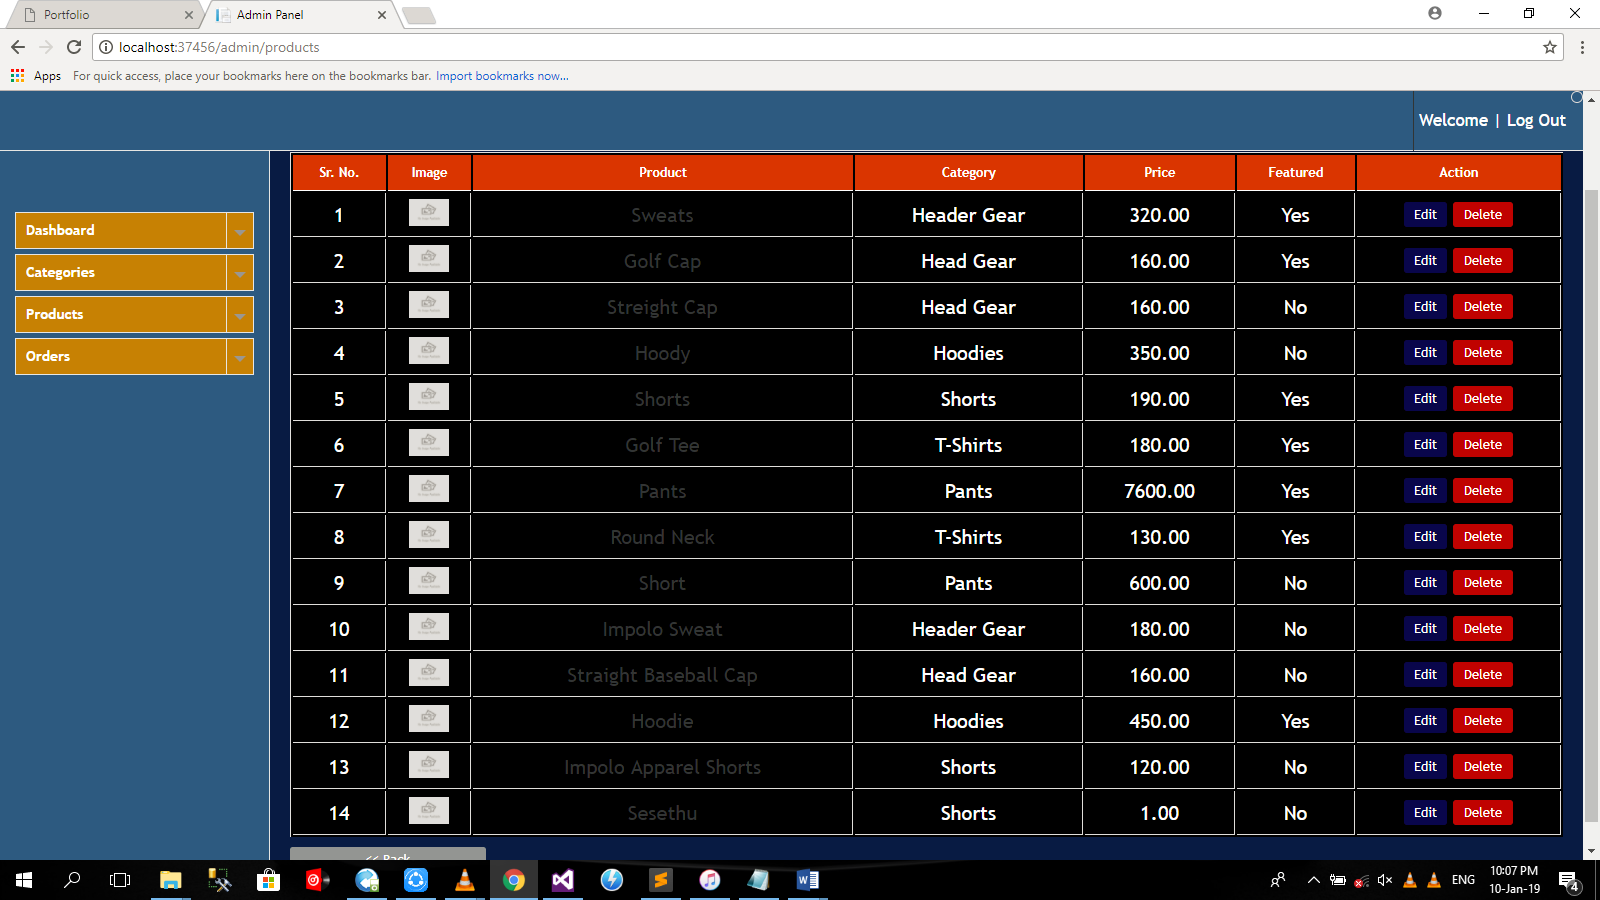 Portfolio
Admin Panel
localhost:37456/admin/products
Apps For quick access, place your bookmarks here on the bookmarks bar. Import bookmarks now...
Welcome | Log Out
Dashboard
Categories
Products
Orders
Sr. No. Image Product Category Price Featured Action
1 Sweats Header Gear 320.00 Yes Edit Delete
2 Golf Cap Head Gear 160.00 Yes Edit Delete
3 Streight Cap Head Gear 160.00 No Edit Delete
4 Hoody Hoodies 350.00 No Edit Delete
5 Shorts Shorts 190.00 Yes Edit Delete
6 Golf Tee T-Shirts 180.00 Yes Edit Delete
7 Pants Pants 7600.00 Yes Edit Delete
8 Round Neck T-Shirts 130.00 Yes Edit Delete
9 Short Pants 600.00 No Edit Delete
10 Impolo Sweat Header Gear 180.00 No Edit Delete
11 Straight Baseball Cap Head Gear 160.00 No Edit Delete
12 Hoodie Hoodies 450.00 Yes Edit Delete
13 Impolo Apparel Shorts Shorts 120.00 No Edit Delete
14 Sesethu Shorts 1.00 No Edit Delete
<< Back
ENG
10:07 PM
10-Jan-19
4